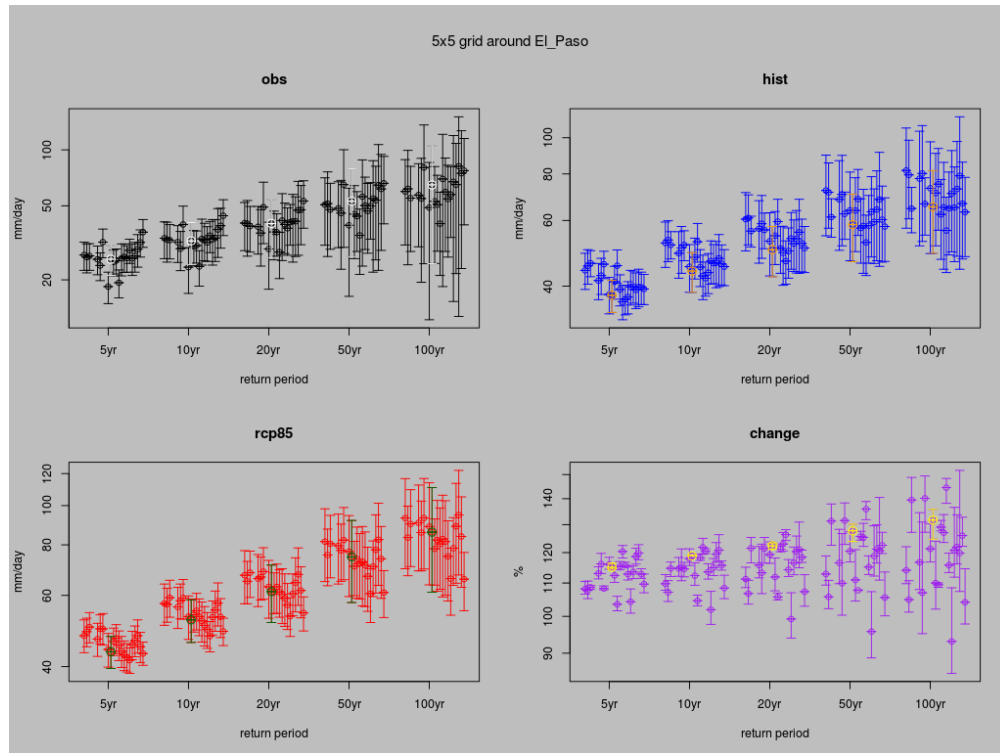 5x5 grid around El_Paso
obs
mm/day
100
50
20
5yr 10yr 20yr 50yr 100yr
return period
hist
mm/day
100
80
60
40
5yr 10yr 20yr 50yr 100yr
return period
rcp85
mm/day
120
100
80
60
40
5yr 10yr 20yr 50yr 100yr
return period
change
%
140
120
110
100
90
5yr 10yr 20yr 50yr 100yr
return period